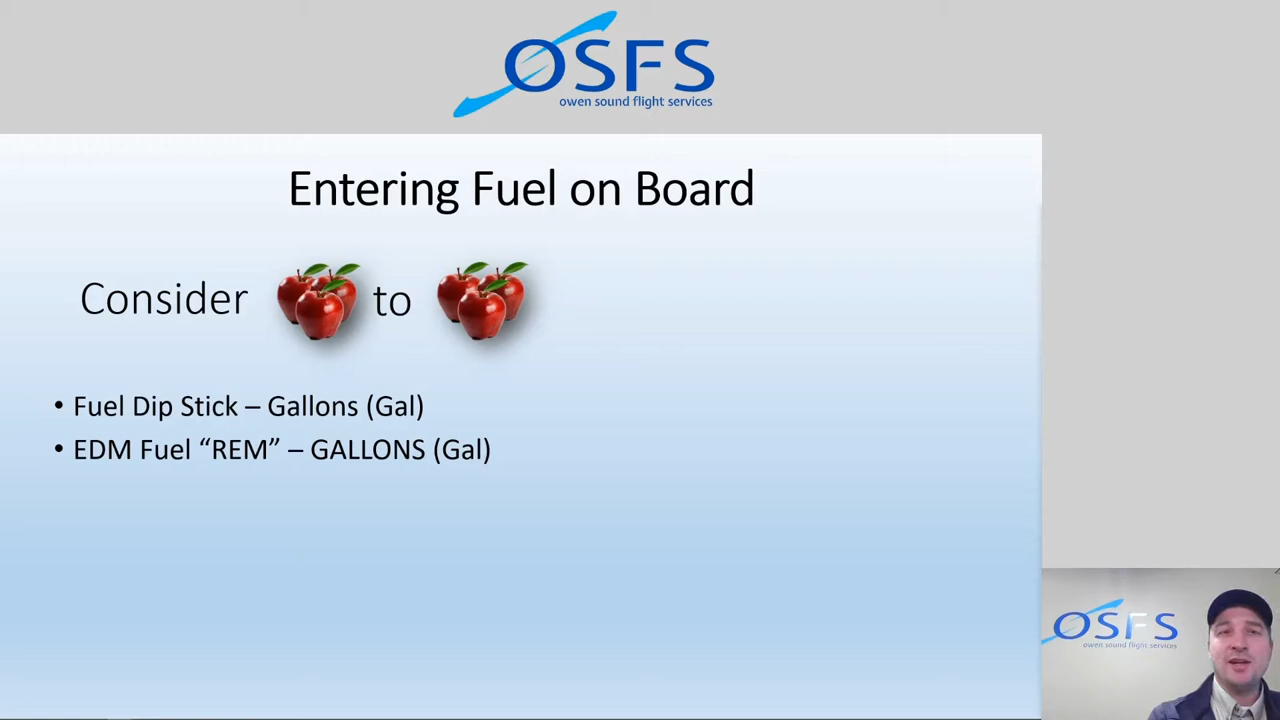 OSFS
owen sound flight services
Entering Fuel on Board
Consider to
• Fuel Dip Stick – Gallons (Gal)
• EDM Fuel “REM” – GALLONS (Gal)
OSFS
owen sound flight services